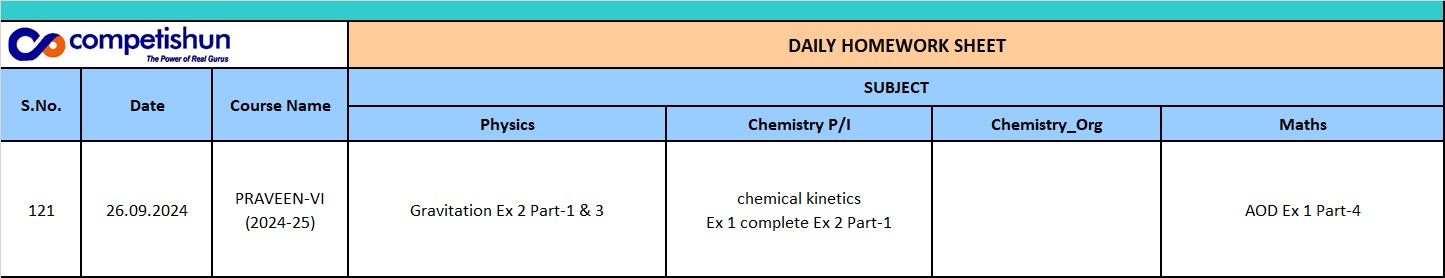 competishun
The Power of Real Gurus
DAILY HOMEWORK SHEET
S.No.
Date
Course Name
SUBJECT
Physics
Chemistry P/I
Chemistry_Org
Maths
121
26.09.2024
PRAVEEN-VI
(2024-25)
Gravitation Ex 2 Part-1 & 3
chemical kinetics
Ex 1 complete Ex 2 Part-1
AOD Ex 1 Part-4